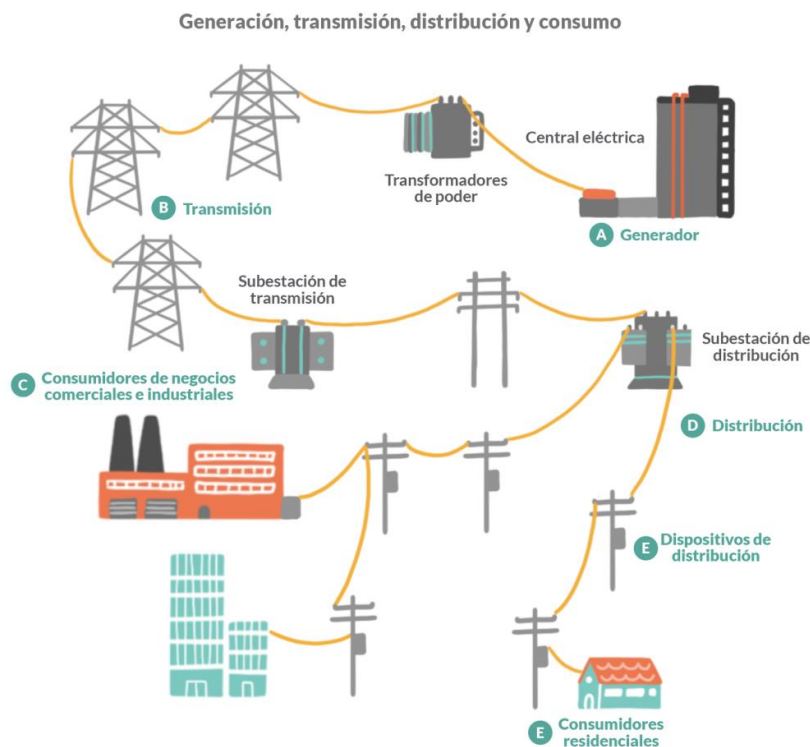 Generación, transmisión, distribución y consumo
Central eléctrica
Transformadores
de poder
B Transmisión
A Generador
Subestación de
transmisión
Subestación de
distribución
C Consumidores de negocios
comerciales e industriales
D Distribución
E Dispositivos de
distribución
E Consumidores
residenciales